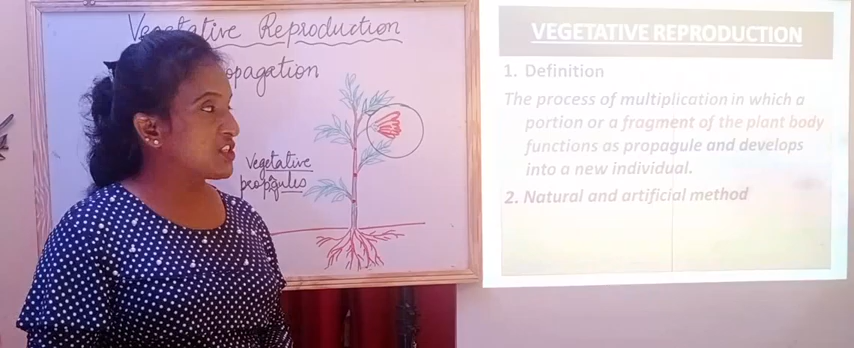 Vegetative Reproduction
opagation
Vegetative
propagules
VEGETATIVE REPRODUCTION
1. Definition
The process of multiplication in which a
portion or a fragment of the plant body
functions as propagule and develops
into a new individual.
2. Natural and artificial method